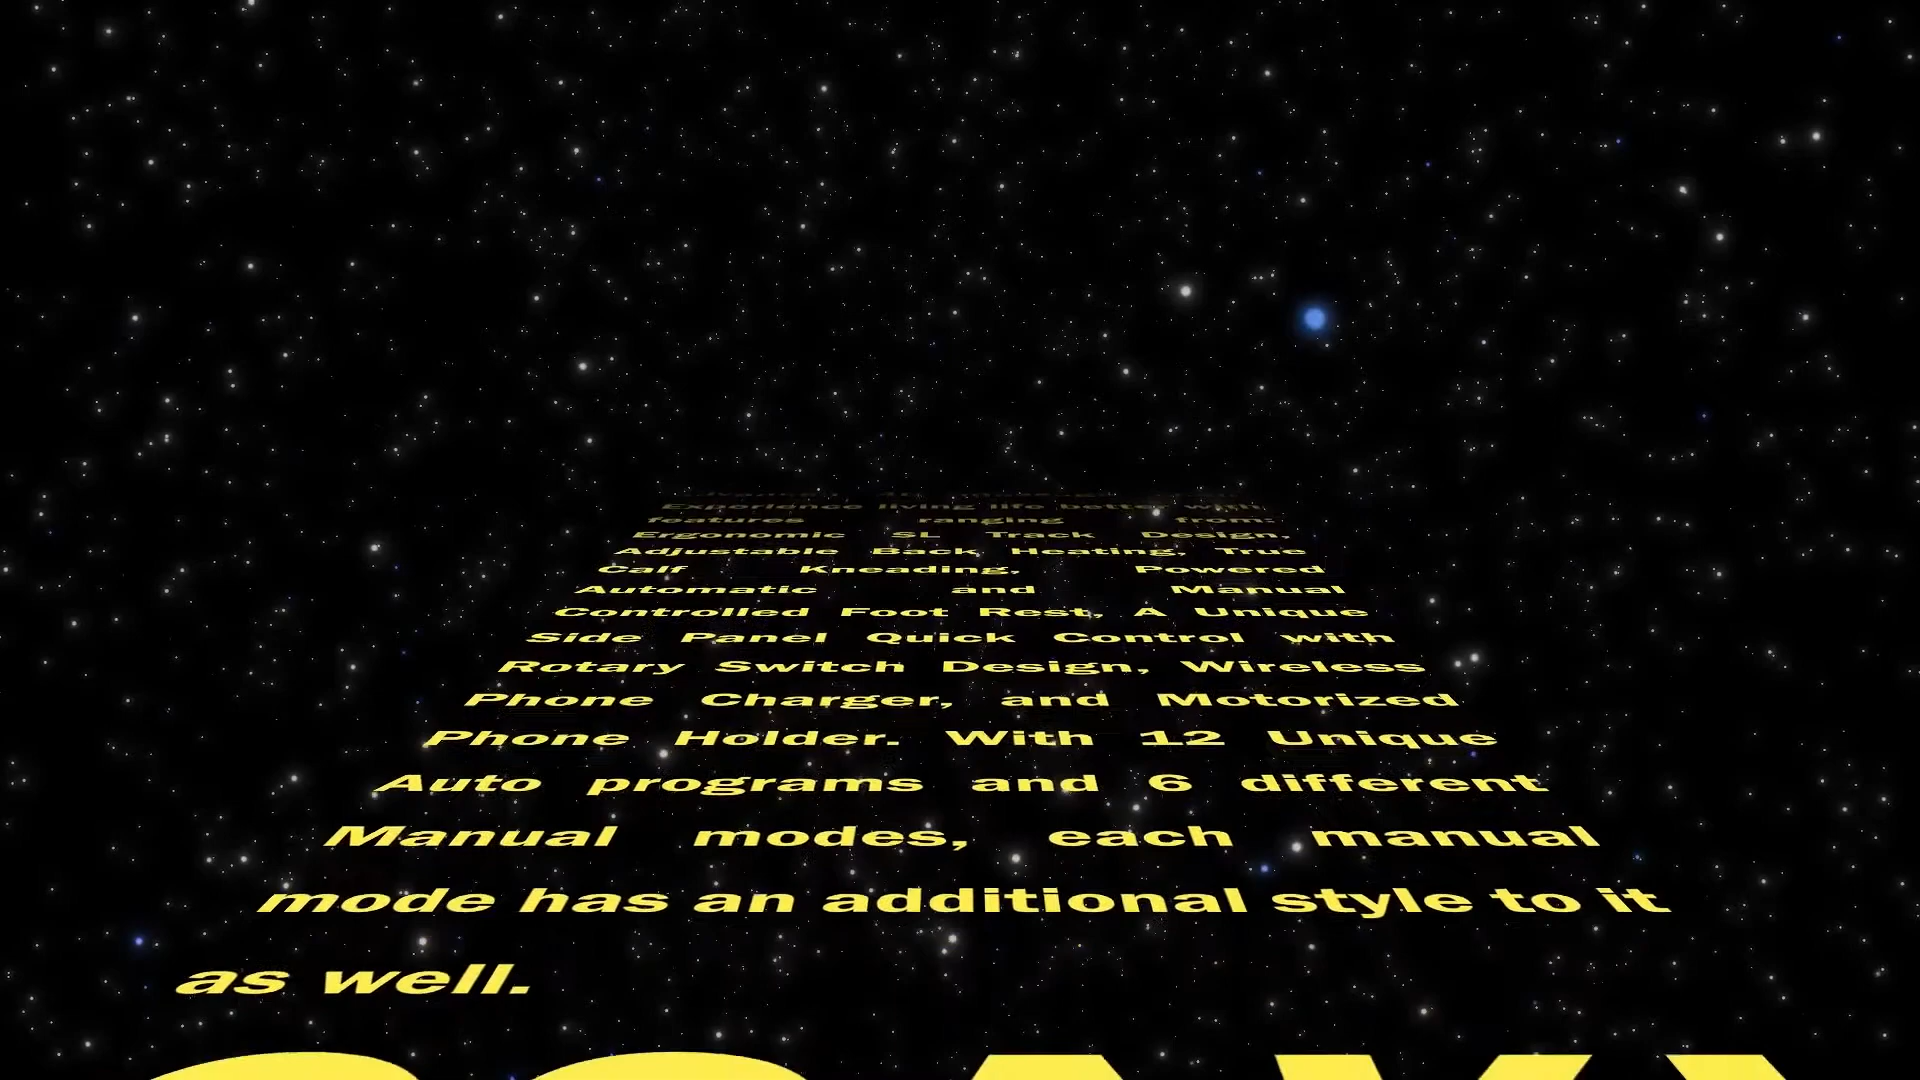 Experience living life better with
features ranging from:
Ergonomic SL Track Design,
Adjustable Back Heating, True
Calf Kneading, Powered
Automatic and Manual
Controlled Foot Rest, A Unique
Side Panel Quick Control with
Rotary Switch Design, Wireless
Phone Charger, and Motorized
Phone Holder. With 12 Unique
Auto programs and 6 different
Manual modes, each manual
mode has an additional style to it
as well.